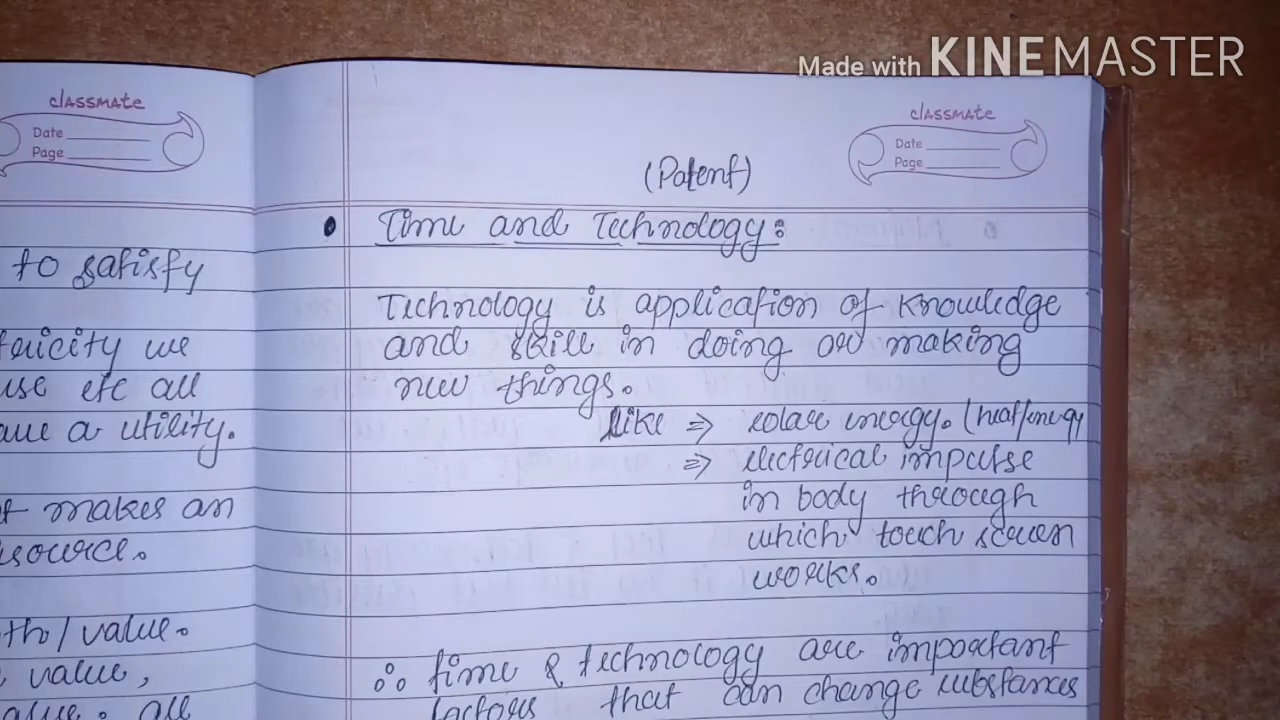 Made with KINEMASTER
classmate
Date
Page
to satisfy
tricity we
use etc all
ave a utility.
t makes an
source.
th/value.
value,
value. all
classmate
Date
Page
(Patent)
• Time and Technology:
Technology is application of knowledge
and skill in doing or making
new things.
like ⇒ solar energy. (heat/energy
⇒ electrical impulse
in body through
which touch screen
works.
∴ time & technology are important
factors that can change substances